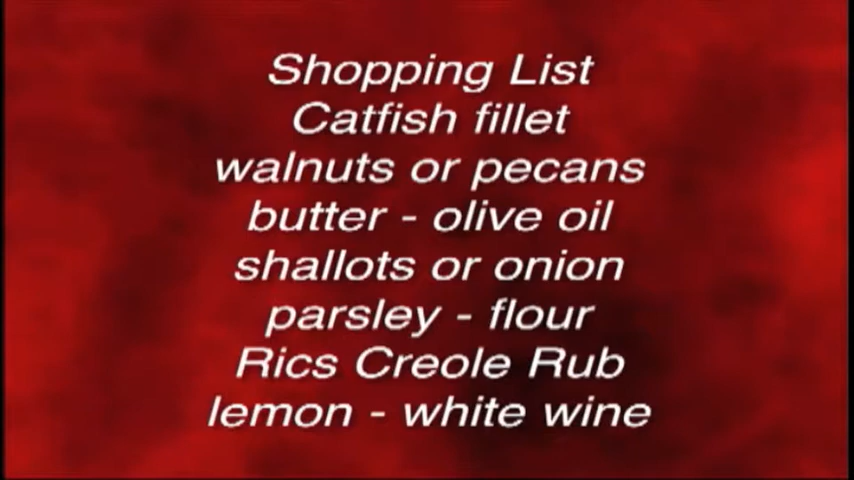 Shopping List
Catfish fillet
walnuts or pecans
butter - olive oil
shallots or onion
parsley - flour
Rics Creole Rub
lemon - white wine